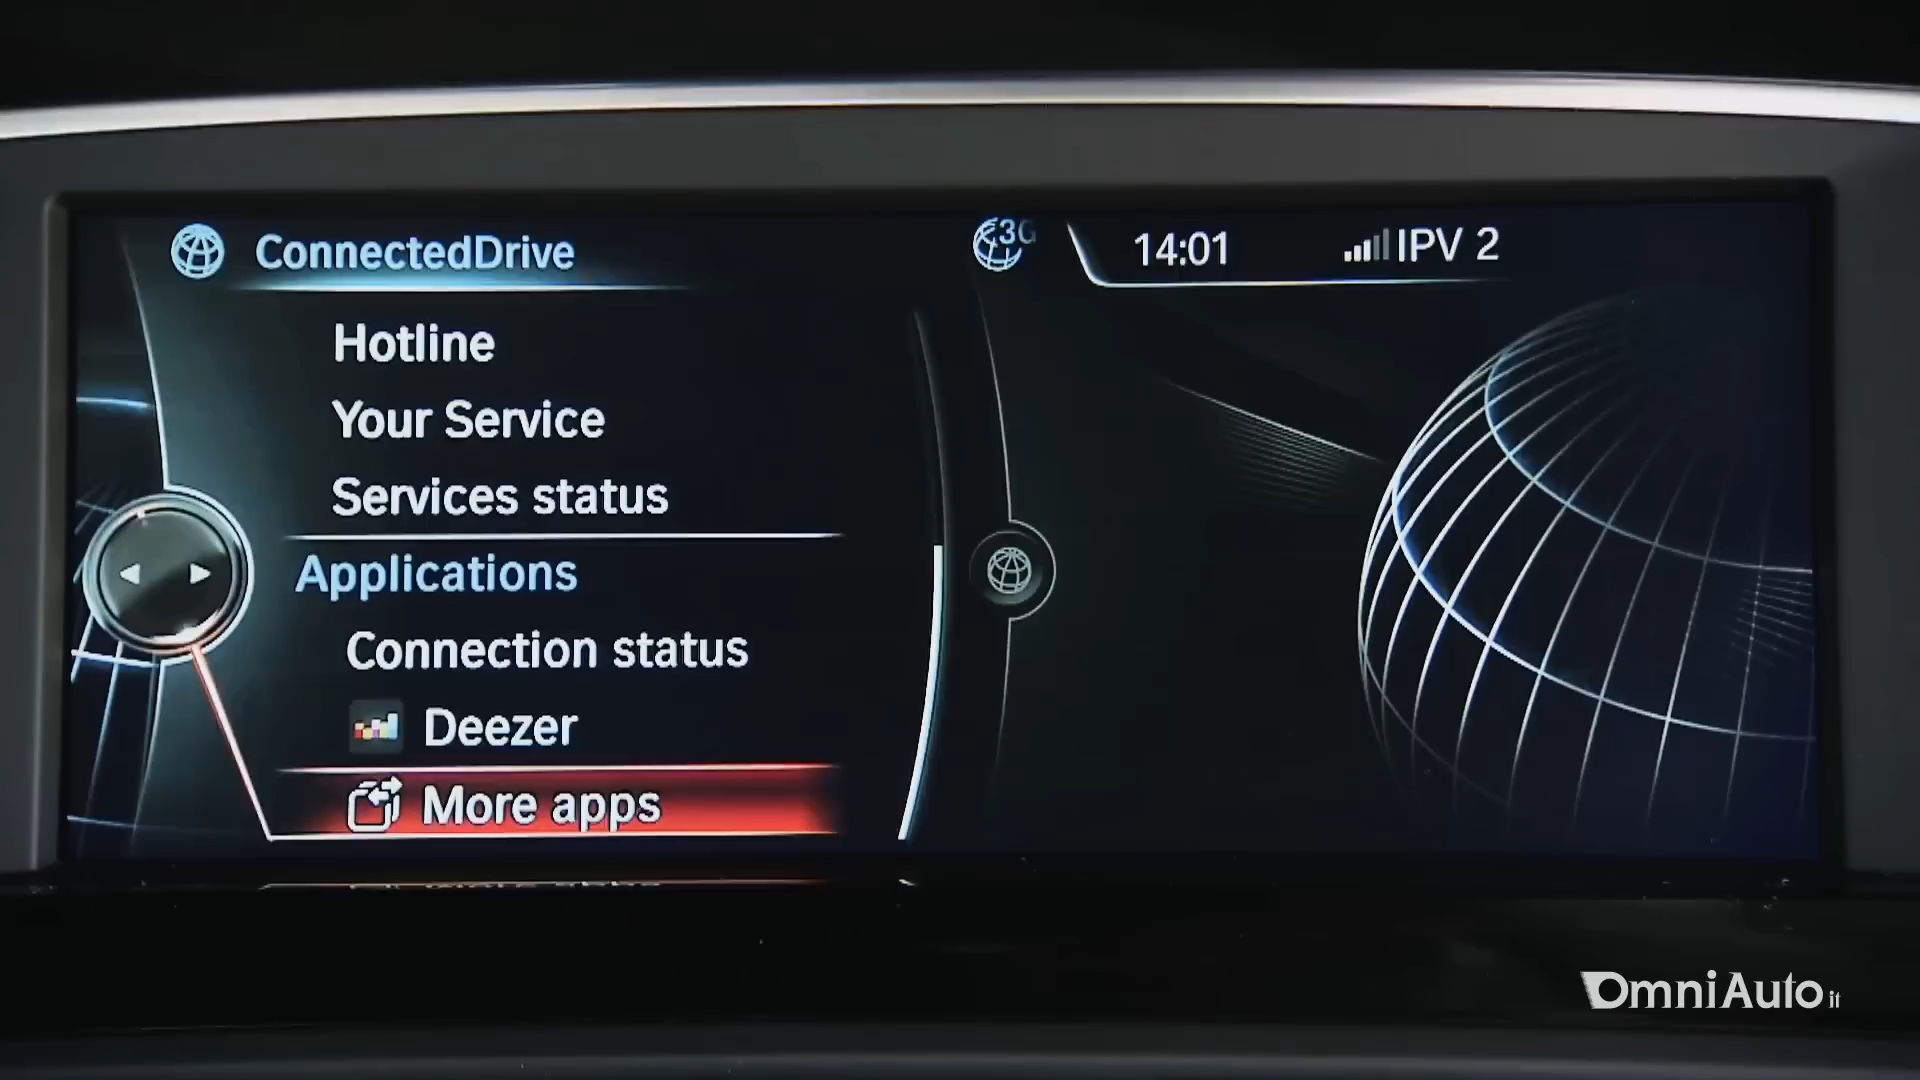 ConnectedDrive
3G
14:01
IPV 2
Hotline
Your Service
Services status
Applications
Connection status
Deezer
More apps
OmniAuto.it